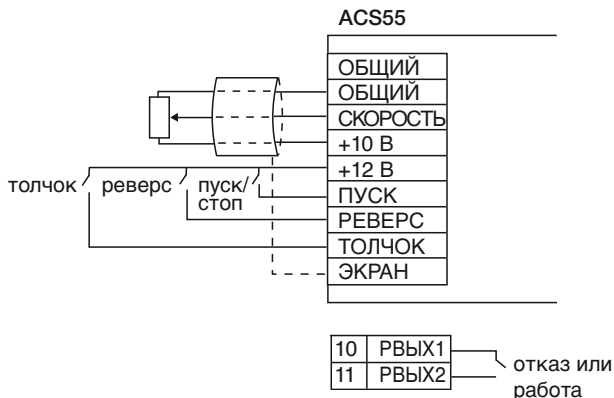 ACS55
ОБЩИЙ
ОБЩИЙ
СКОРОСТЬ
+10 В
+12 В
ПУСК
РЕВЕРС
ТОЛЧОК
ЭКРАН
толчок реверс пуск/
стоп
10 РВЫХ1
11 РВЫХ2
отказ или
работа